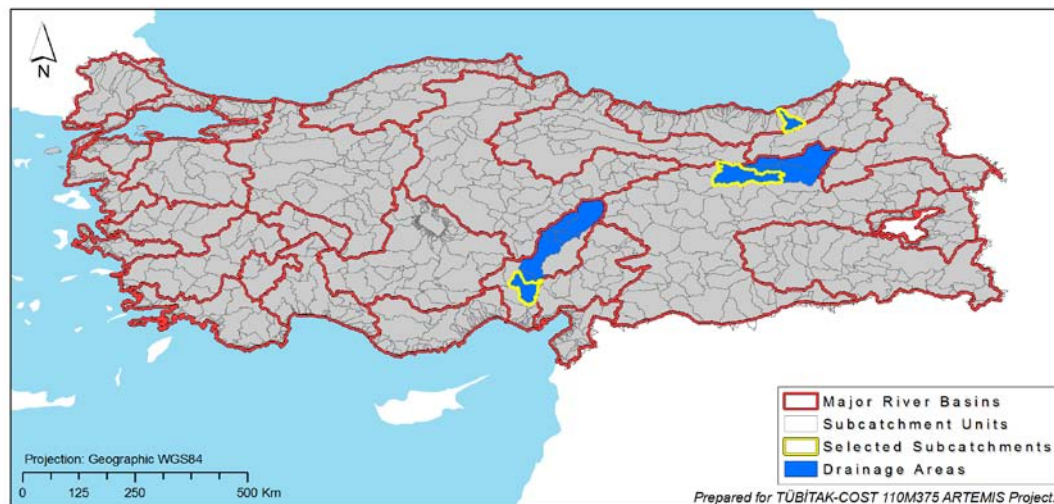 N
Major River Basins
Subcatchment Units
Selected Subcatchments
Drainage Areas
Projection: Geographic WGS84
0 125 250 500 Km
Prepared for TÜBİTAK-COST 110M375 ARTEMIS Project.